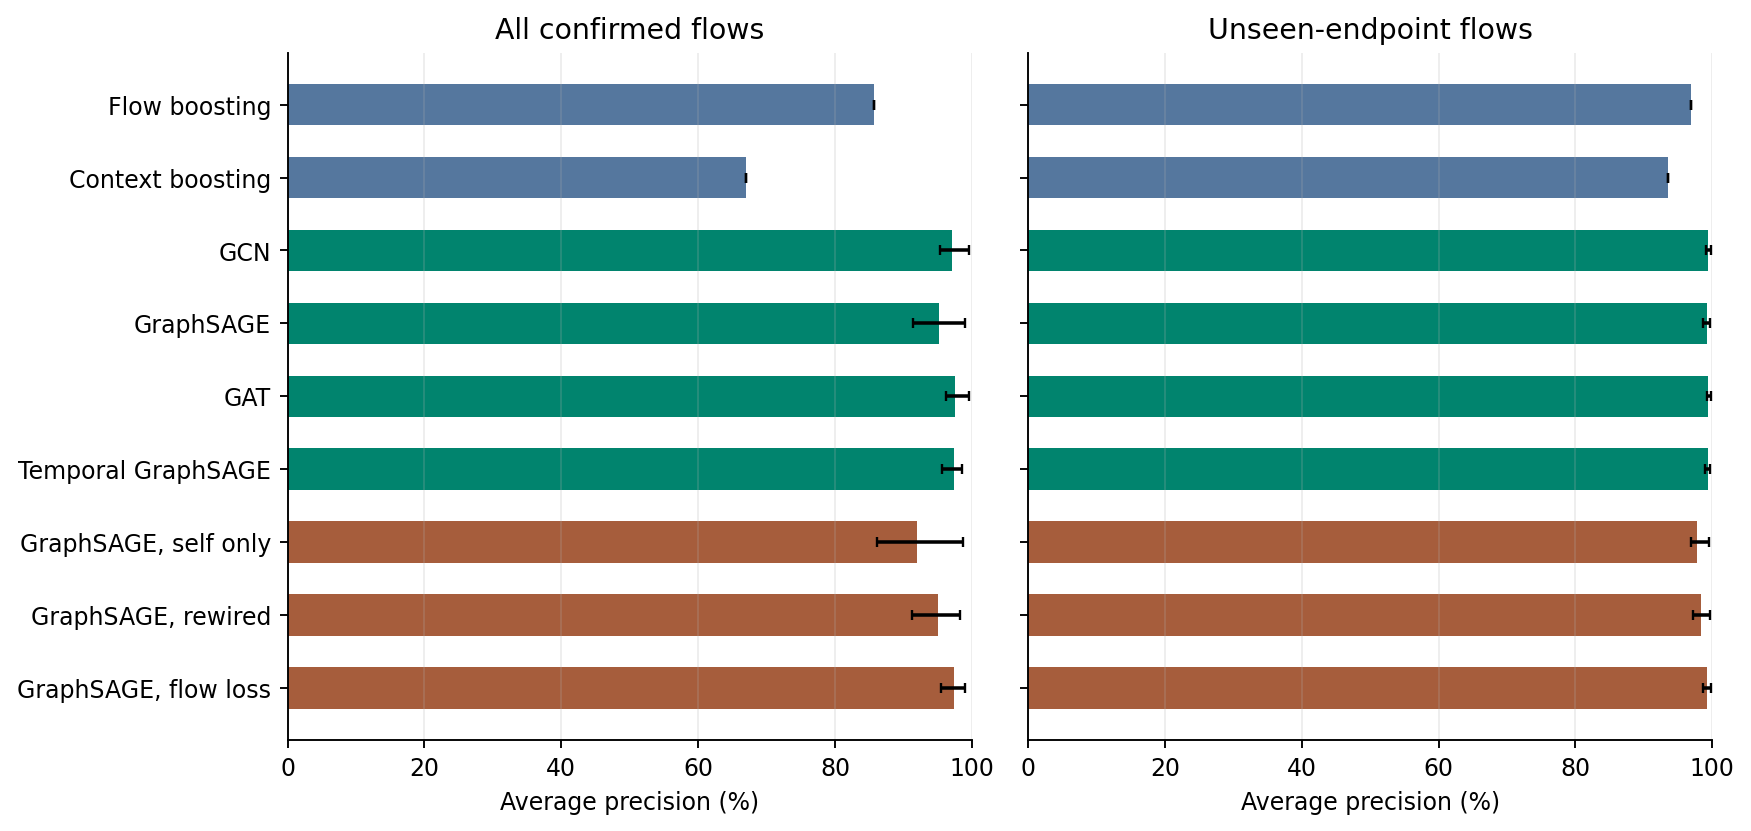 All confirmed flows
Unseen-endpoint flows
Flow boosting
Context boosting
GCN
GraphSAGE
GAT
Temporal GraphSAGE
GraphSAGE, self only
GraphSAGE, rewired
GraphSAGE, flow loss
0 20 40 60 80 100
0 20 40 60 80 100
Average precision (%)
Average precision (%)